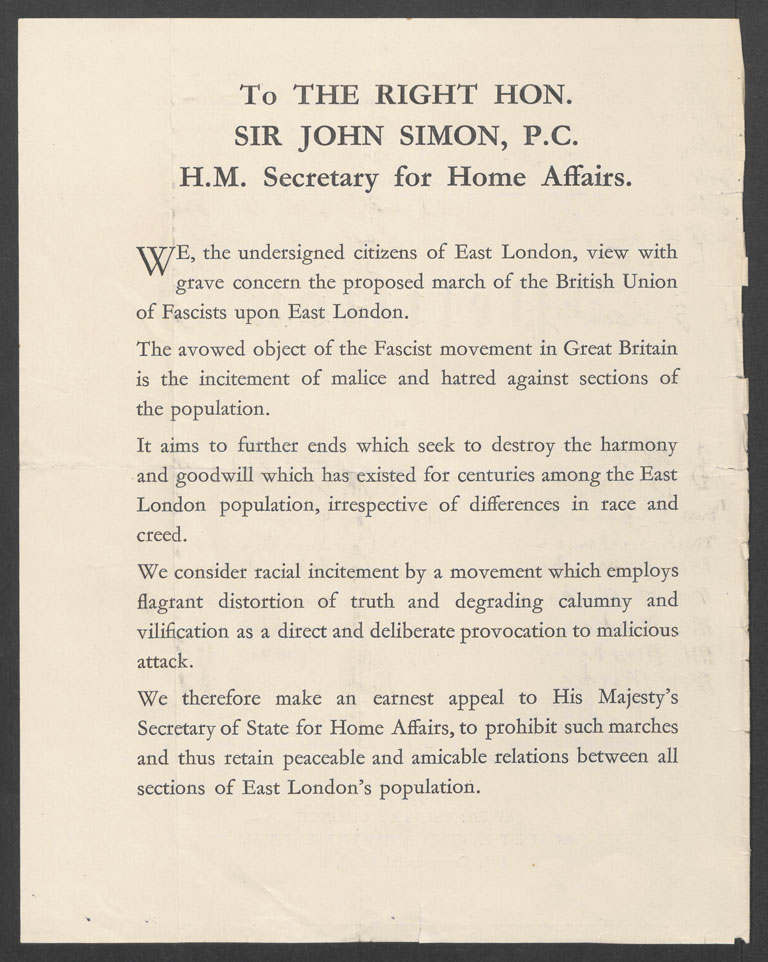 To THE RIGHT HON.
SIR JOHN SIMON, P.C.
H.M. Secretary for Home Affairs.
WE, the undersigned citizens of East London, view with
grave concern the proposed march of the British Union
of Fascists upon East London.
The avowed object of the Fascist movement in Great Britain
is the incitement of malice and hatred against sections of
the population.
It aims to further ends which seek to destroy the harmony
and goodwill which has existed for centuries among the East
London population, irrespective of differences in race and
creed.
We consider racial incitement by a movement which employs
flagrant distortion of truth and degrading calumny and
vilification as a direct and deliberate provocation to malicious
attack.
We therefore make an earnest appeal to His Majesty's
Secretary of State for Home Affairs, to prohibit such marches
and thus retain peaceable and amicable relations between all
sections of East London's population.